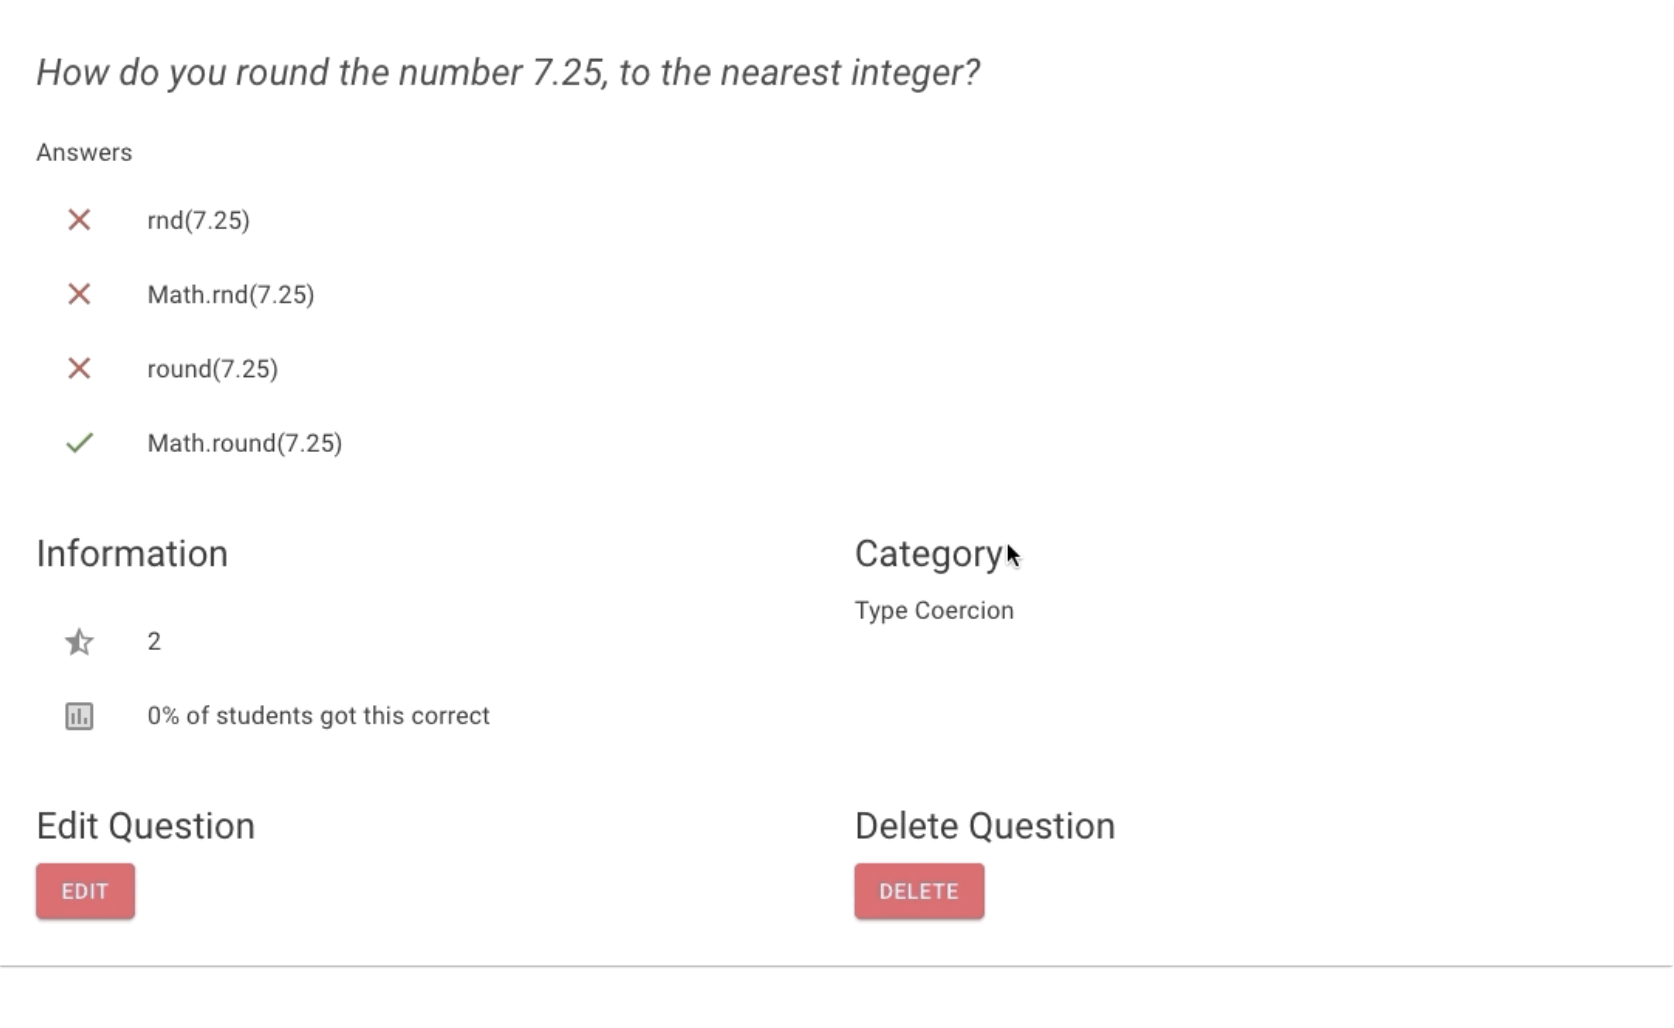 How do you round the number 7.25, to the nearest integer?
Answers
rnd(7.25)
Math.rnd(7.25)
round(7.25)
Math.round(7.25)
Information
2
0% of students got this correct
Category
Type Coercion
Edit Question
EDIT
Delete Question
DELETE